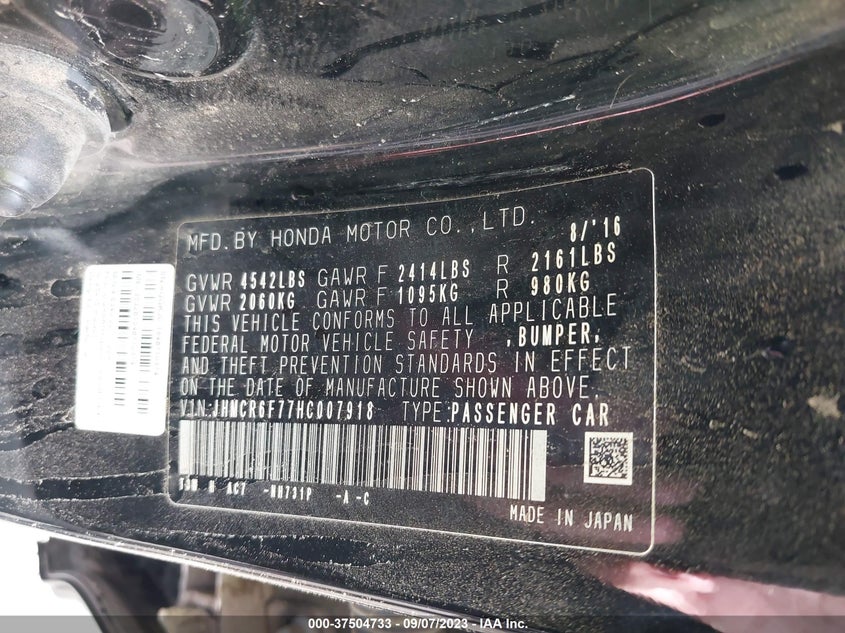 MFD. BY HONDA MOTOR CO., LTD. 8/'16
GVWR 4542LBS GAWR F 2414LBS R 2161LBS
GVWR 2060KG GAWR F 1095KG R 980KG
THIS VEHICLE CONFORMS TO ALL APPLICABLE
FEDERAL MOTOR VEHICLE SAFETY ,BUMPER,
AND THEFT PREVENTION STANDARDS IN EFFECT
ON THE DATE OF MANUFACTURE SHOWN ABOVE.
VIN:JHMCR6F77HC007918 TYPE:PASSENGER CAR
-NH731P -A -C
MADE IN JAPAN
000-37504733 - 09/07/2023 - IAA Inc.